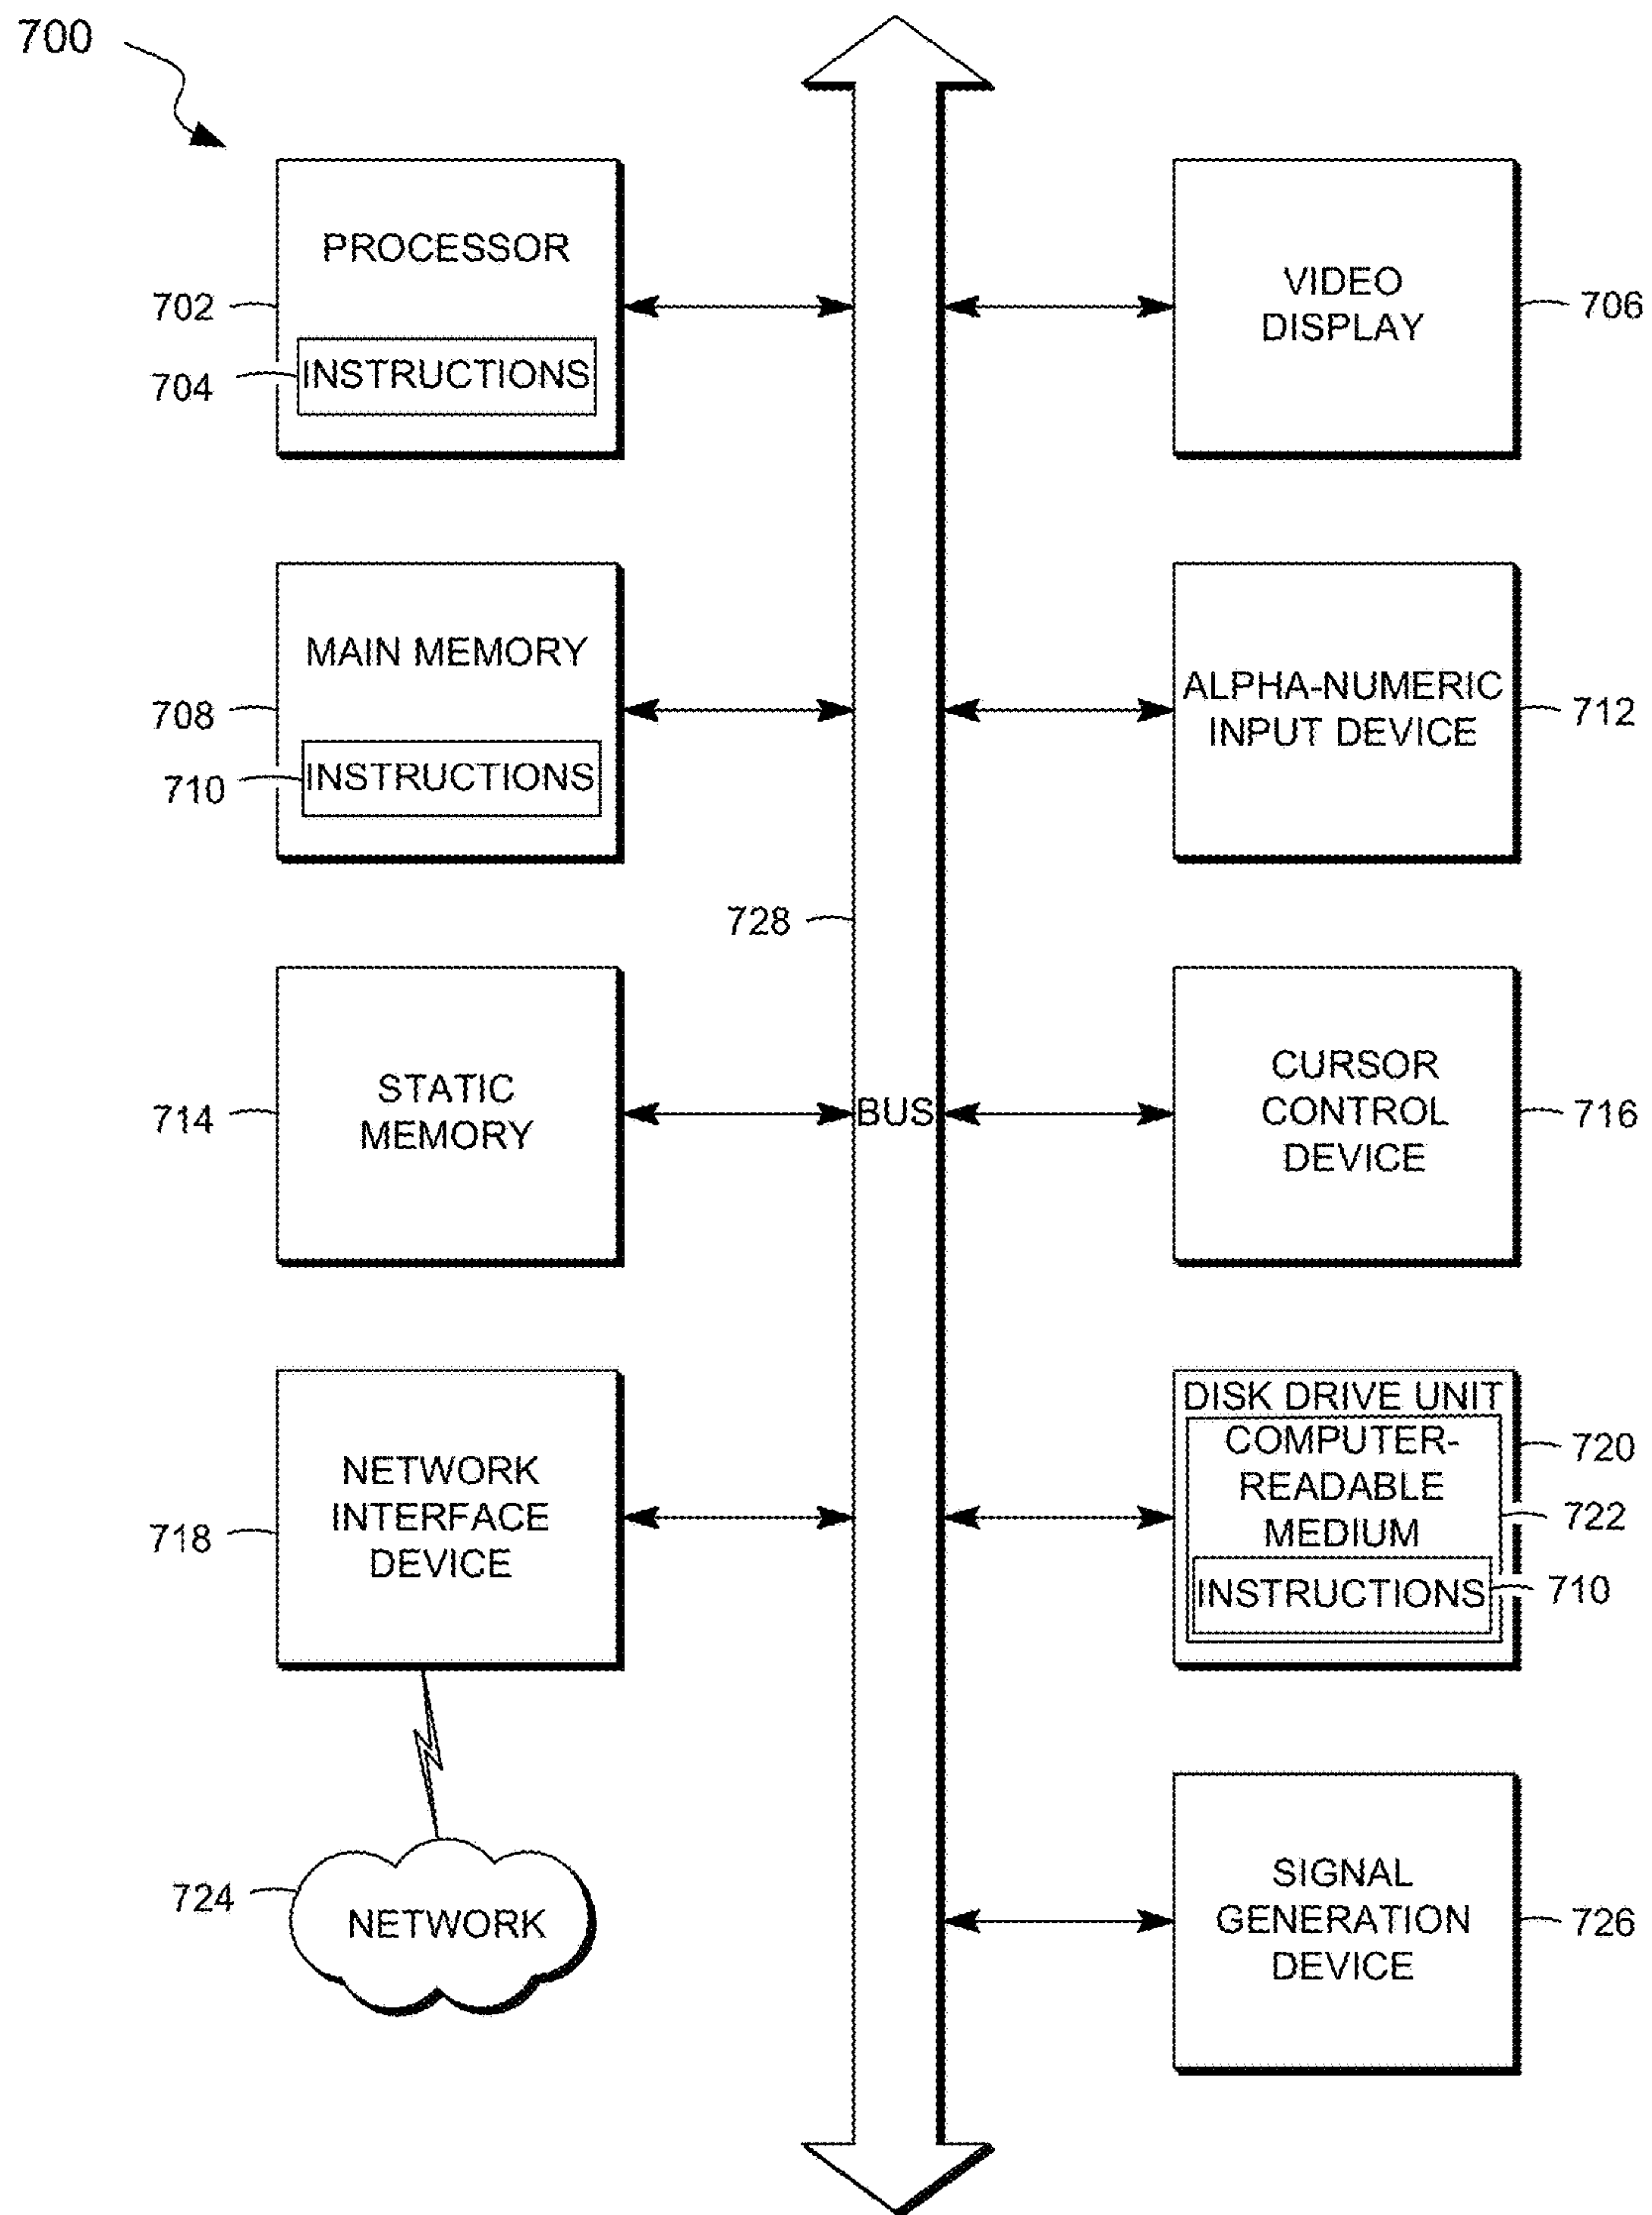 700
PROCESSOR
702
704
INSTRUCTIONS
VIDEO
DISPLAY
706
MAIN MEMORY
708
710
INSTRUCTIONS
ALPHA-NUMERIC
INPUT DEVICE
712
728
STATIC
MEMORY
714
BUS
CURSOR
CONTROL
DEVICE
716
NETWORK
INTERFACE
DEVICE
718
DISK DRIVE UNIT
COMPUTER-
READABLE
MEDIUM
720
722
INSTRUCTIONS
710
724
NETWORK
SIGNAL
GENERATION
DEVICE
726